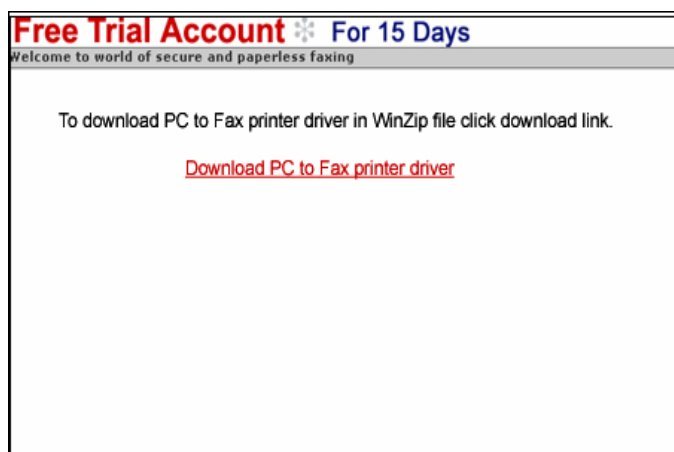 Free Trial Account For 15 Days
Welcome to world of secure and paperless faxing
To download PC to Fax printer driver in WinZip file click download link.
Download PC to Fax printer driver